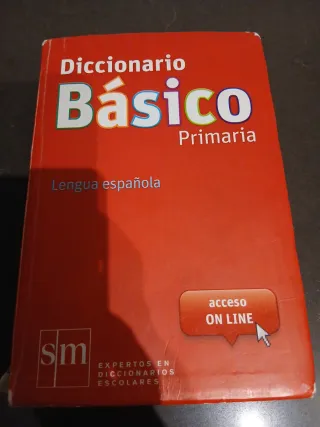 Diccionario
Básico
Primaria
Lengua española
acceso
ON LINE
sm
EXPERTOS EN
DICCIONARIOS
ESCOLARES